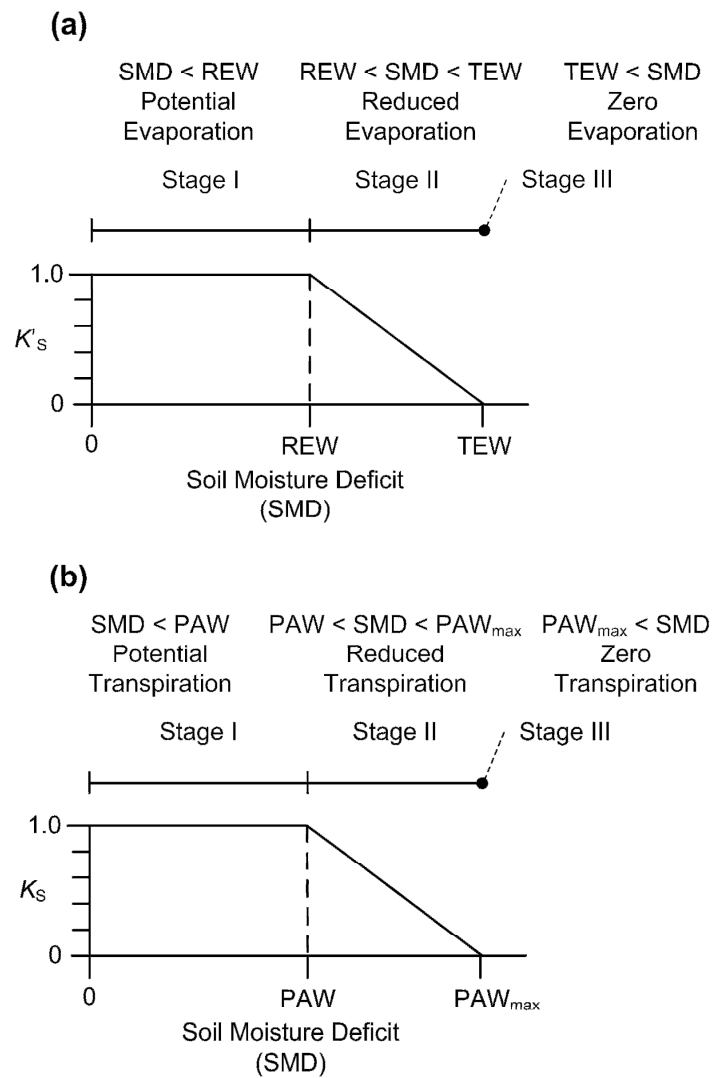 (a)
SMD < REW REW < SMD < TEW TEW < SMD
Potential Reduced Zero
Evaporation Evaporation Evaporation
Stage I Stage II Stage III
1.0
K'S
0
0 REW TEW
Soil Moisture Deficit
(SMD)
(b)
SMD < PAW PAW < SMD < PAWmax PAWmax < SMD
Potential Reduced Zero
Transpiration Transpiration Transpiration
Stage I Stage II Stage III
1.0
KS
0
0 PAW PAWmax
Soil Moisture Deficit
(SMD)